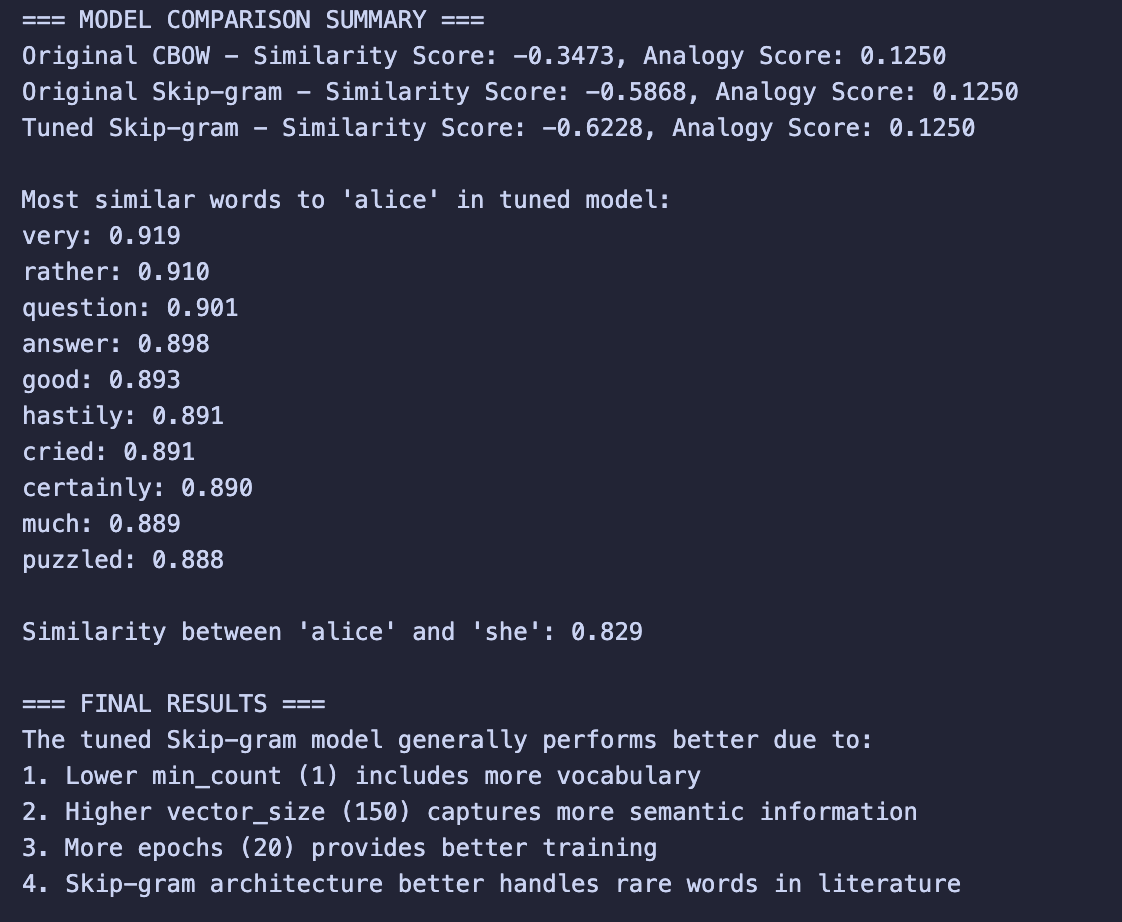 === MODEL COMPARISON SUMMARY ===
Original CBOW – Similarity Score: -0.3473, Analogy Score: 0.1250
Original Skip-gram – Similarity Score: -0.5868, Analogy Score: 0.1250
Tuned Skip-gram – Similarity Score: -0.6228, Analogy Score: 0.1250
Most similar words to 'alice' in tuned model:
very: 0.919
rather: 0.910
question: 0.901
answer: 0.898
good: 0.893
hastily: 0.891
cried: 0.891
certainly: 0.890
much: 0.889
puzzled: 0.888
Similarity between 'alice' and 'she': 0.829
=== FINAL RESULTS ===
The tuned Skip-gram model generally performs better due to:
1. Lower min_count (1) includes more vocabulary
2. Higher vector_size (150) captures more semantic information
3. More epochs (20) provides better training
4. Skip-gram architecture better handles rare words in literature